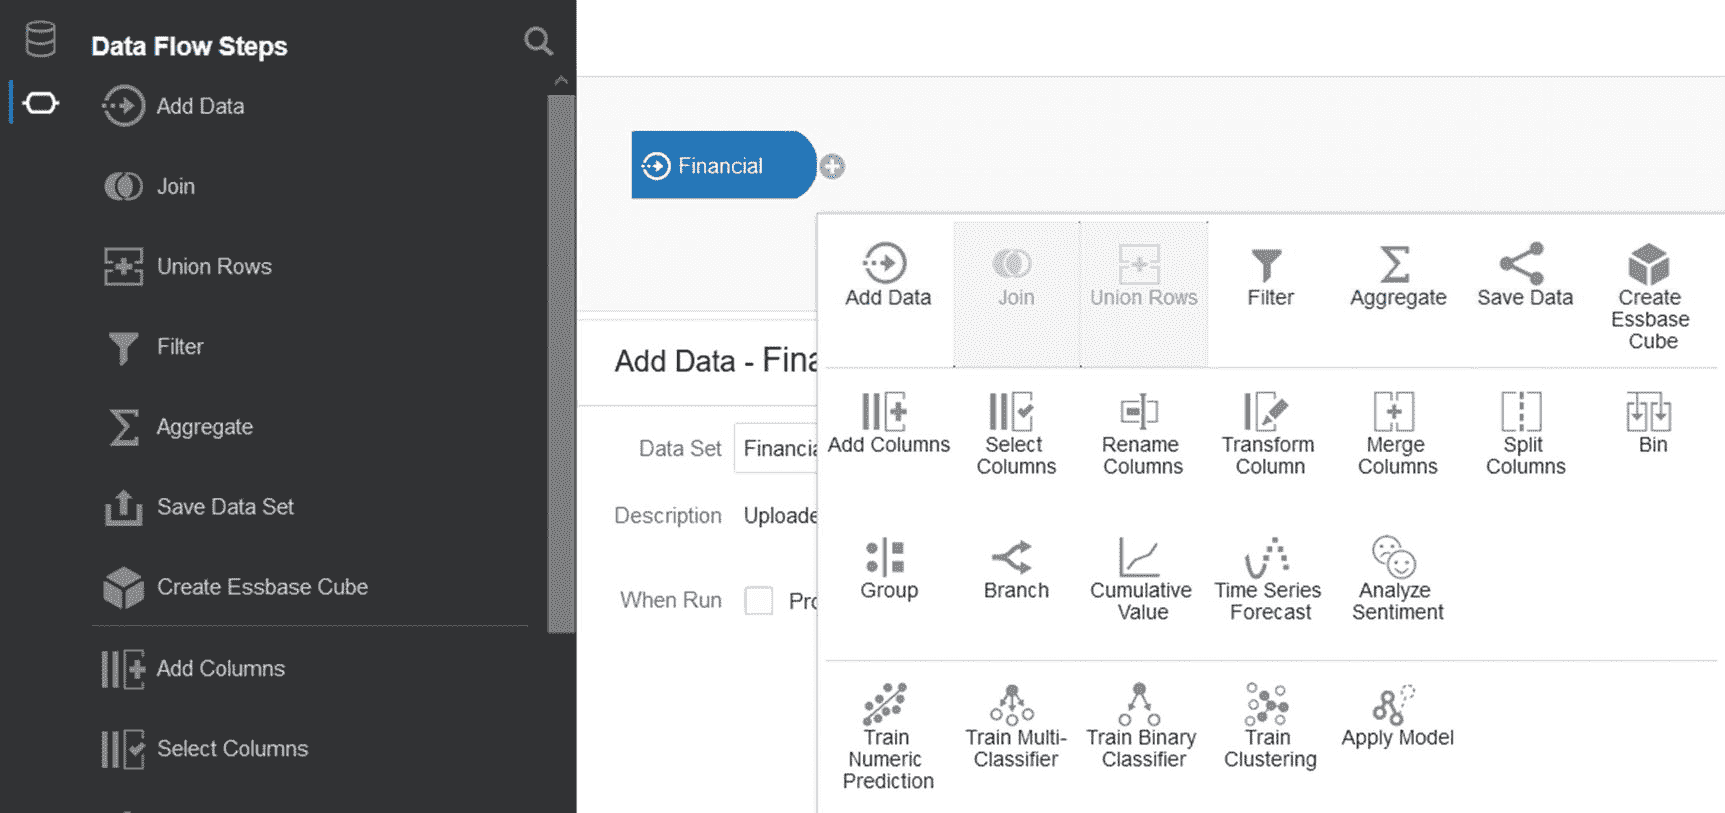 Data Flow Steps
Add Data
Join
Union Rows
Filter
Aggregate
Save Data Set
Create Essbase Cube
Add Columns
Select Columns
Financial
Add Data - Fina
Data Set
Financia
Description
Uploade
When Run
Pro
Add Data
Join
Union Rows
Filter
Aggregate
Save Data
Create
Essbase
Cube
Add Columns
Select
Columns
Rename
Columns
Transform
Column
Merge
Columns
Split
Columns
Bin
Group
Branch
Cumulative
Value
Time Series
Forecast
Analyze
Sentiment
Train
Numeric
Prediction
Train Multi-
Classifier
Train Binary
Classifier
Train
Clustering
Apply Model